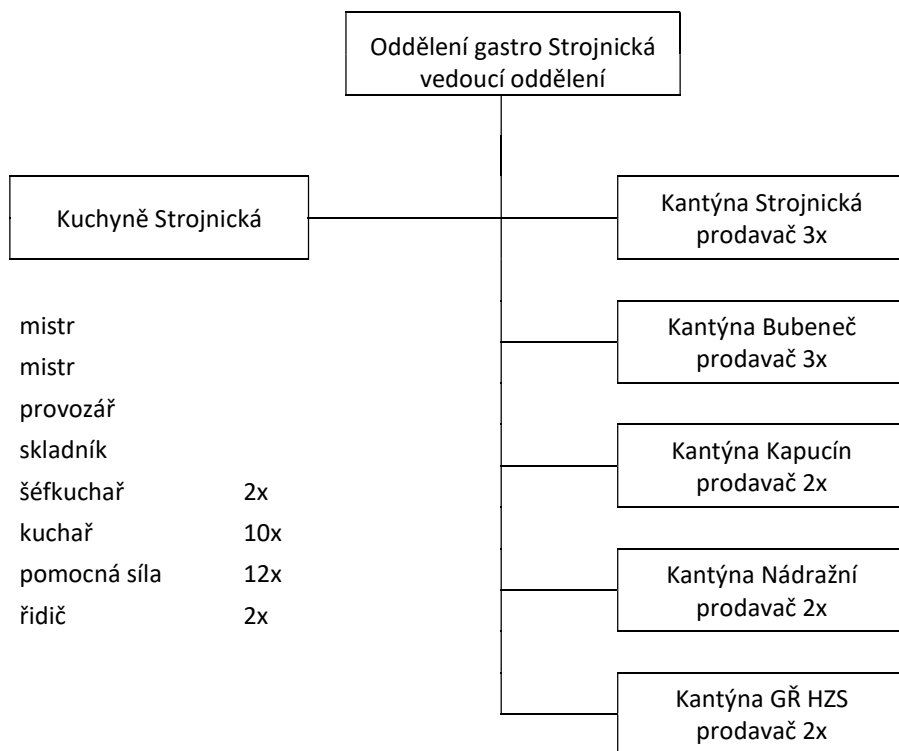 Oddělení gastro Strojnická
vedoucí oddělení
Kuchyně Strojnická
mistr
mistr
provozář
skladník
šéfkuchař 2x
kuchař 10x
pomocná síla 12x
řidič 2x
Kantýna Strojnická
prodavač 3x
Kantýna Bubeneč
prodavač 3x
Kantýna Kapucín
prodavač 2x
Kantýna Nádražní
prodavač 2x
Kantýna GŘ HZS
prodavač 2x